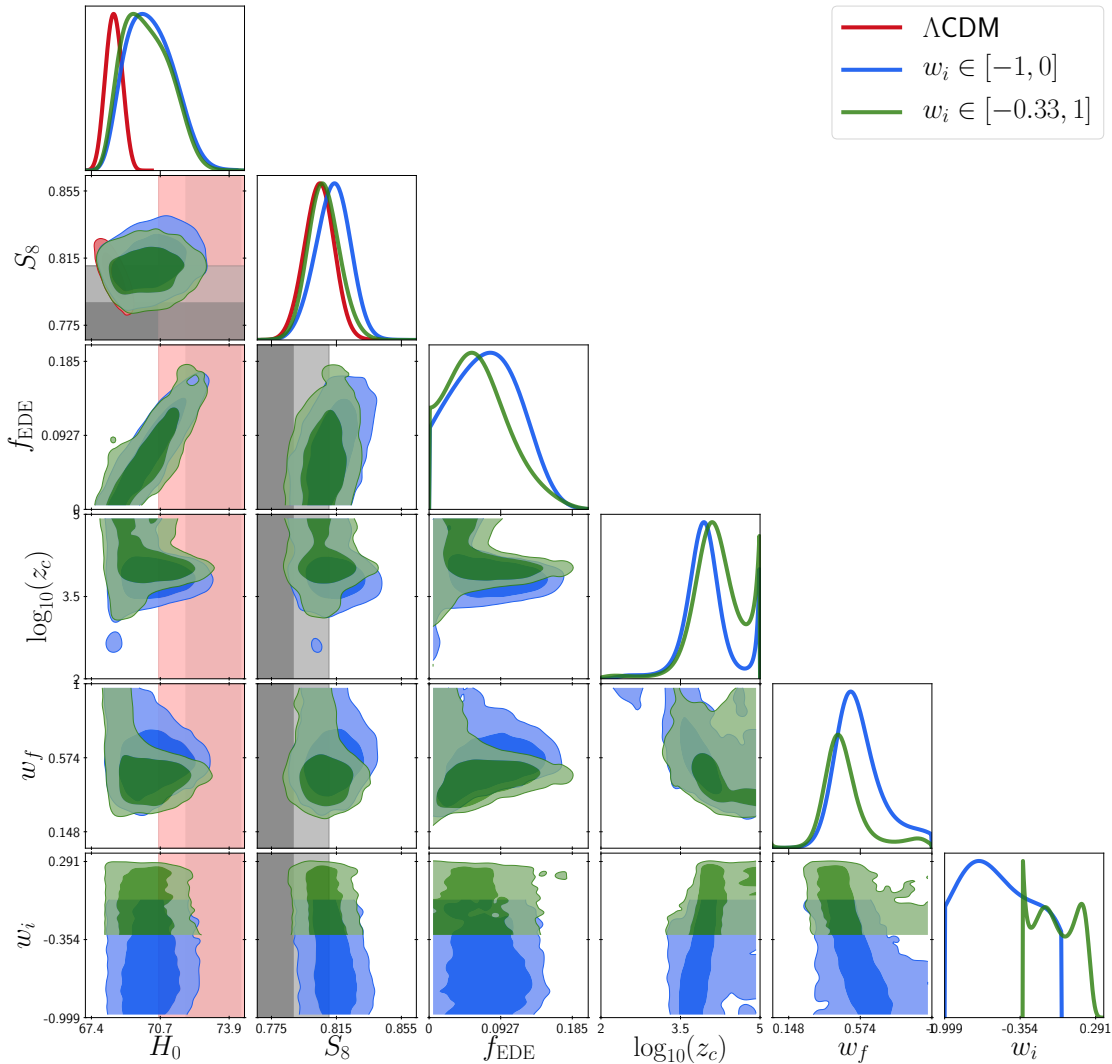 ΛCDM
w_i ∈ [−1, 0]
w_i ∈ [−0.33, 1]
0.855
S_8
0.815
0.775
0.185
f_EDE
0.0927
0
5
log_10(z_c)
3.5
2
1
w_f
0.574
0.148
0.291
w_i
-0.354
-0.999
67.4 70.7 73.9 0.775 0.815 0.855 0 0.0927 0.185 2 3.5 5 0.148 0.574 1 -0.999 -0.354 0.291
H_0 S_8 f_EDE log_10(z_c) w_f w_i